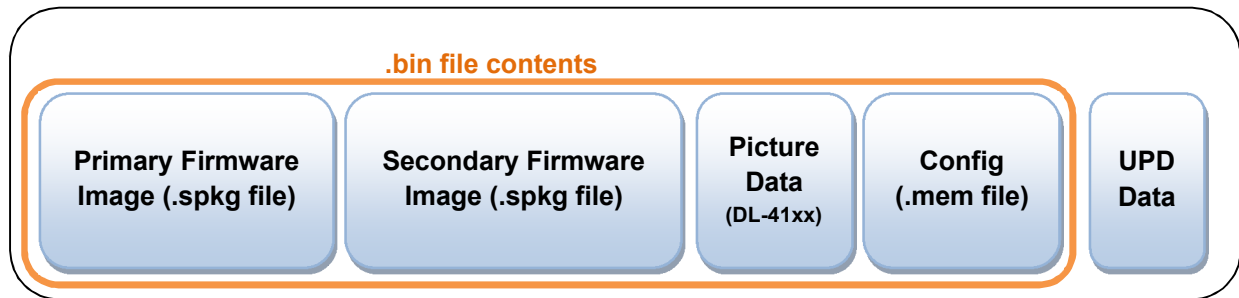 .bin file contents
Primary Firmware
Image (.spkg file)
Secondary Firmware
Image (.spkg file)
Picture
Data
(DL-41xx)
Config
(.mem file)
UPD
Data